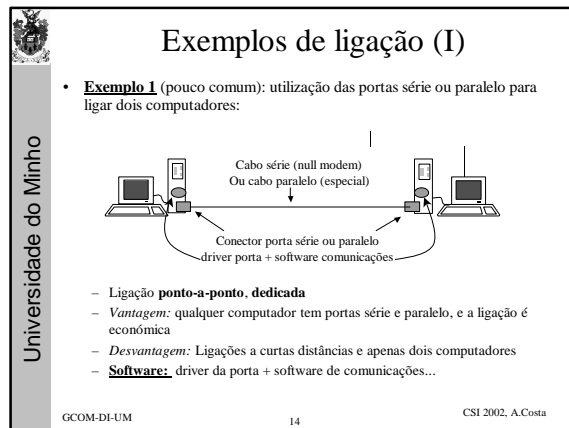 Exemplos de ligação (I)
• Exemplo 1 (pouco comum): utilização das portas série ou paralelo para
ligar dois computadores:
Cabo série (null modem)
Ou cabo paralelo (especial)
Conector porta série ou paralelo
driver porta + software comunicações
– Ligação ponto-a-ponto, dedicada
– Vantagem: qualquer computador tem portas série e paralelo, e a ligação é
económica
– Desvantagem: Ligações a curtas distâncias e apenas dois computadores
– Software: driver da porta + software de comunicações...
Universidade do Minho
GCOM-DI-UM
14
CSI 2002, A.Costa